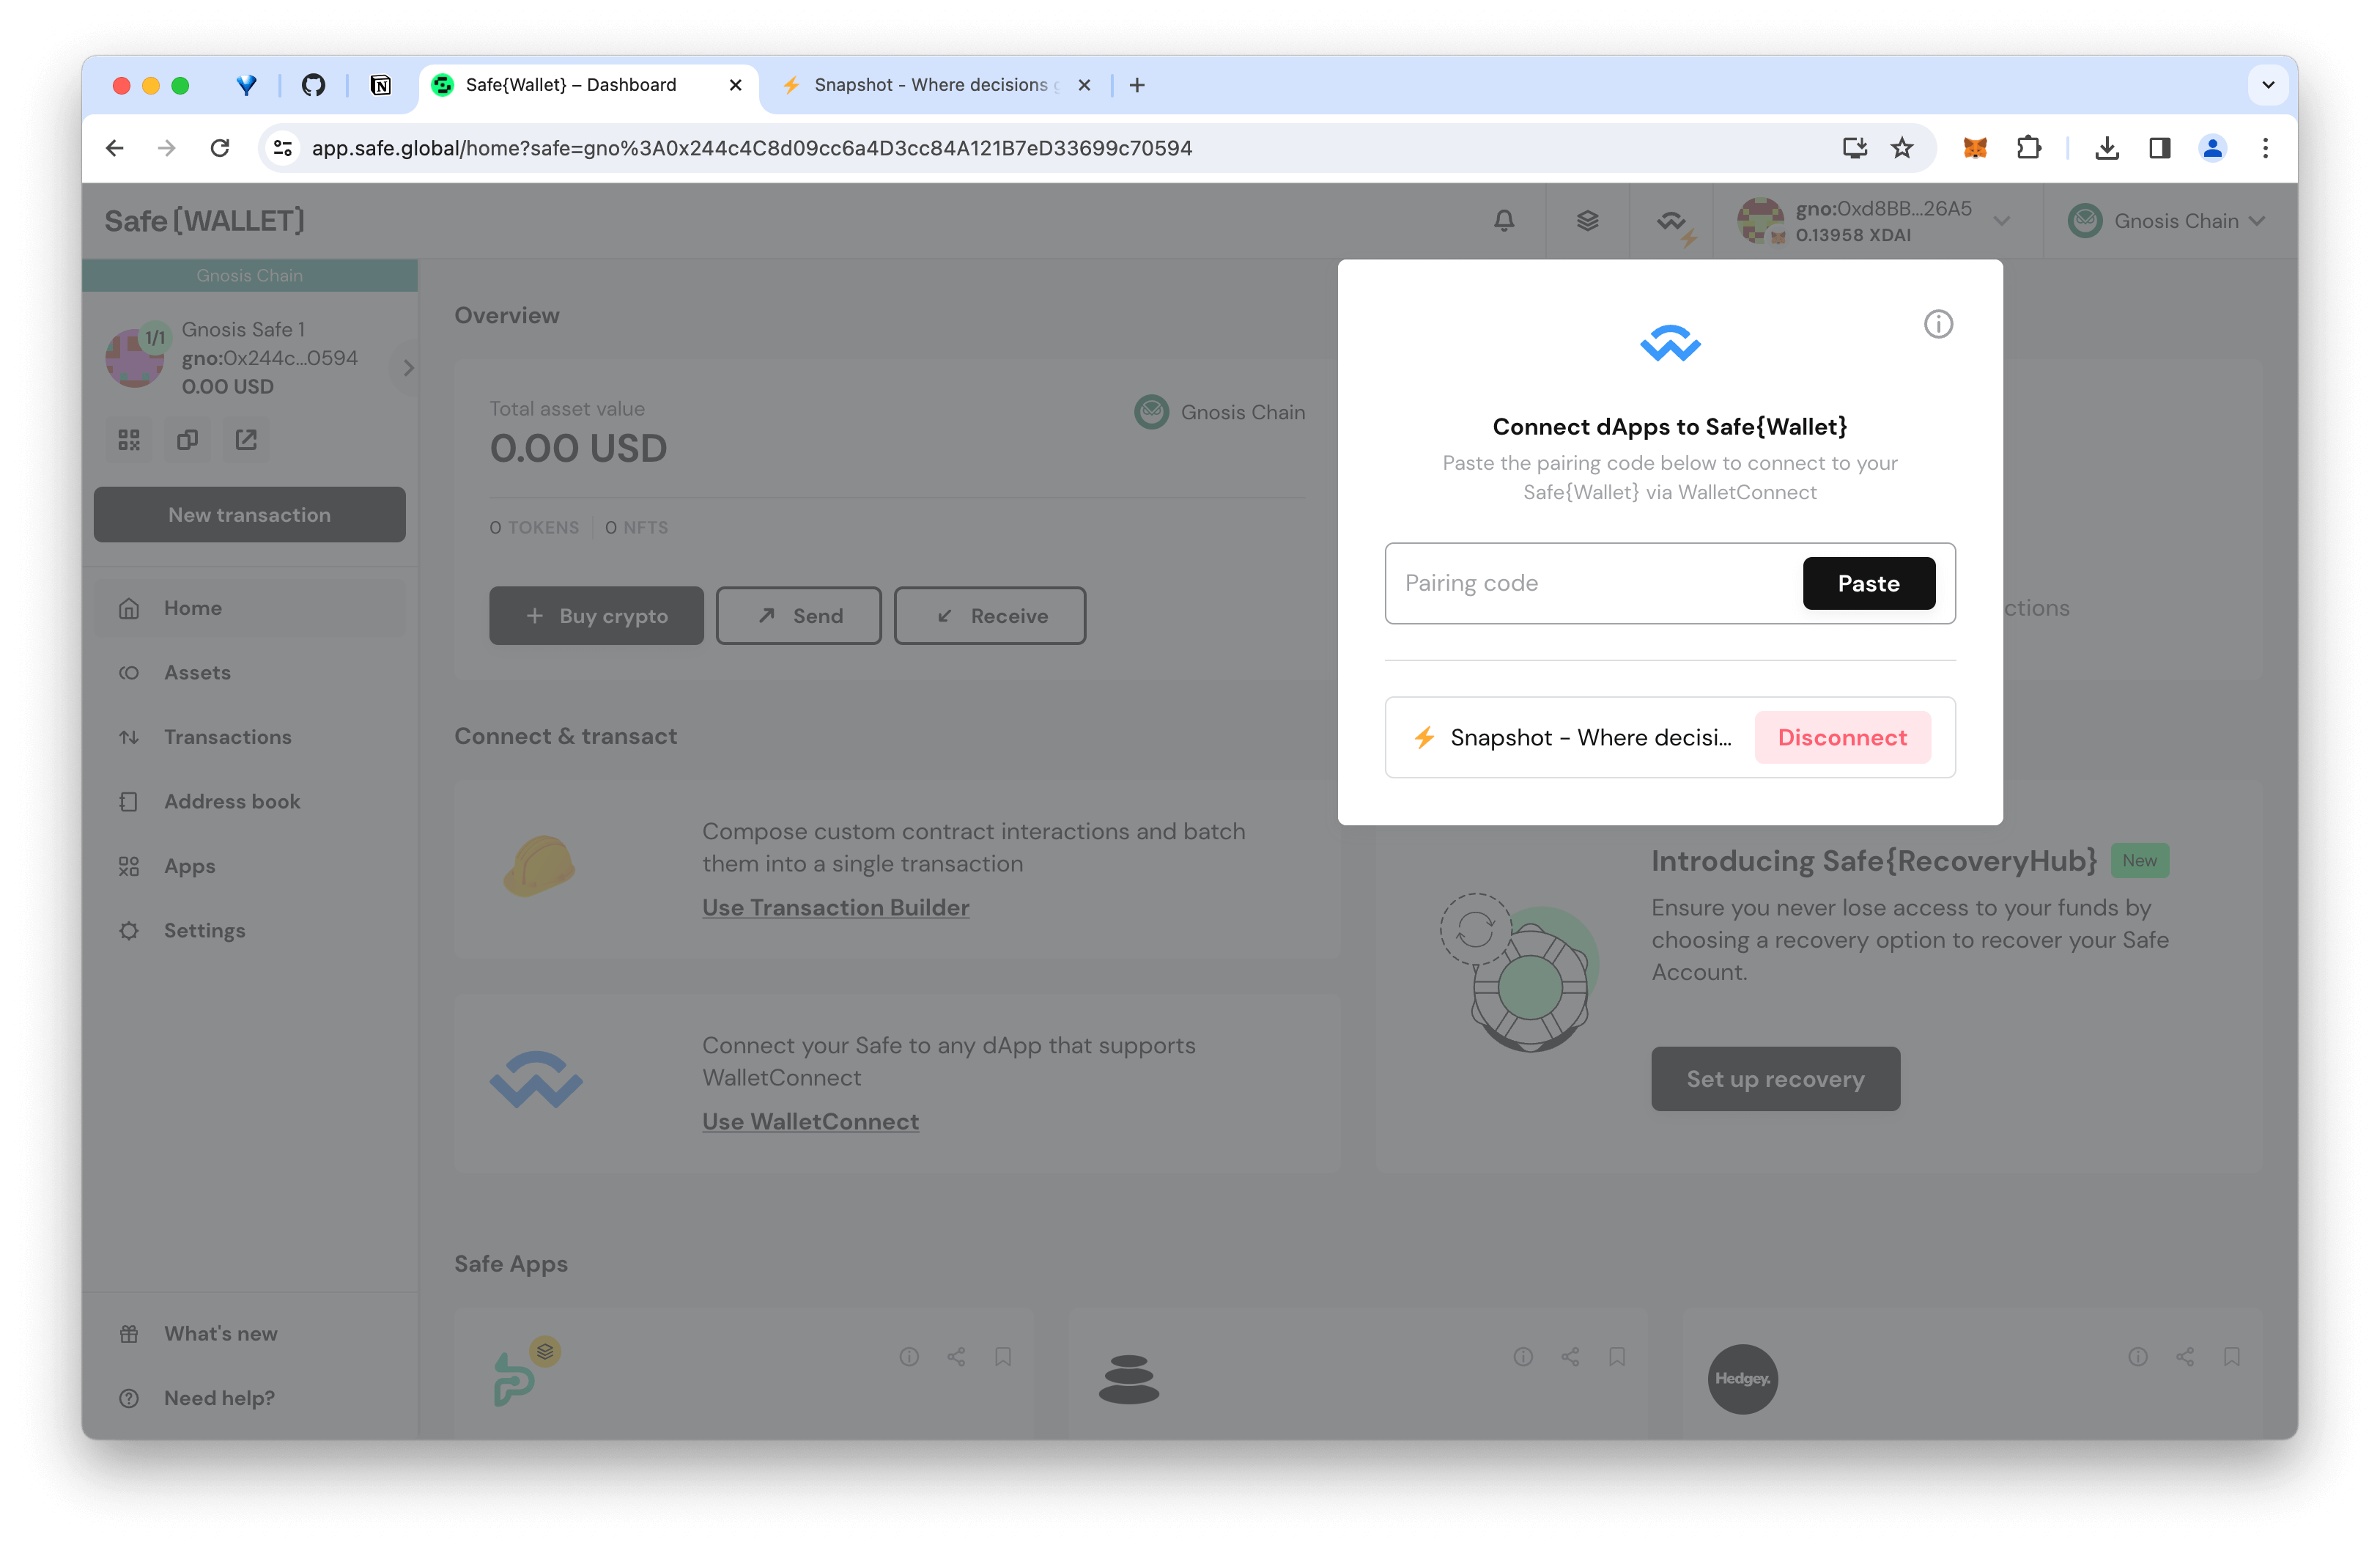 Safe{Wallet} – Dashboard
Snapshot - Where decisions g
app.safe.global/home?safe=gno%3A0x244c4C8d09cc6a4D3cc84A121B7eD33699c70594
Safe{WALLET}
gno:0xd8BB...26A5
0.13958 XDAI
Gnosis Chain
Gnosis Chain
1/1
Gnosis Safe 1
gno:0x244c...0594
0.00 USD
New transaction
Home
Assets
Transactions
Address book
Apps
Settings
What's new
Need help?
Overview
Total asset value
0.00 USD
Gnosis Chain
0 TOKENS
0 NFTS
Buy crypto
Send
Receive
Connect dApps to Safe{Wallet}
Paste the pairing code below to connect to your
Safe{Wallet} via WalletConnect
Pairing code
Paste
Snapshot - Where decisi...
Disconnect
ctions
Connect & transact
Compose custom contract interactions and batch
them into a single transaction
Use Transaction Builder
Connect your Safe to any dApp that supports
WalletConnect
Use WalletConnect
Introducing Safe{RecoveryHub}
New
Ensure you never lose access to your funds by
choosing a recovery option to recover your Safe
Account.
Set up recovery
Safe Apps
Hedgey.